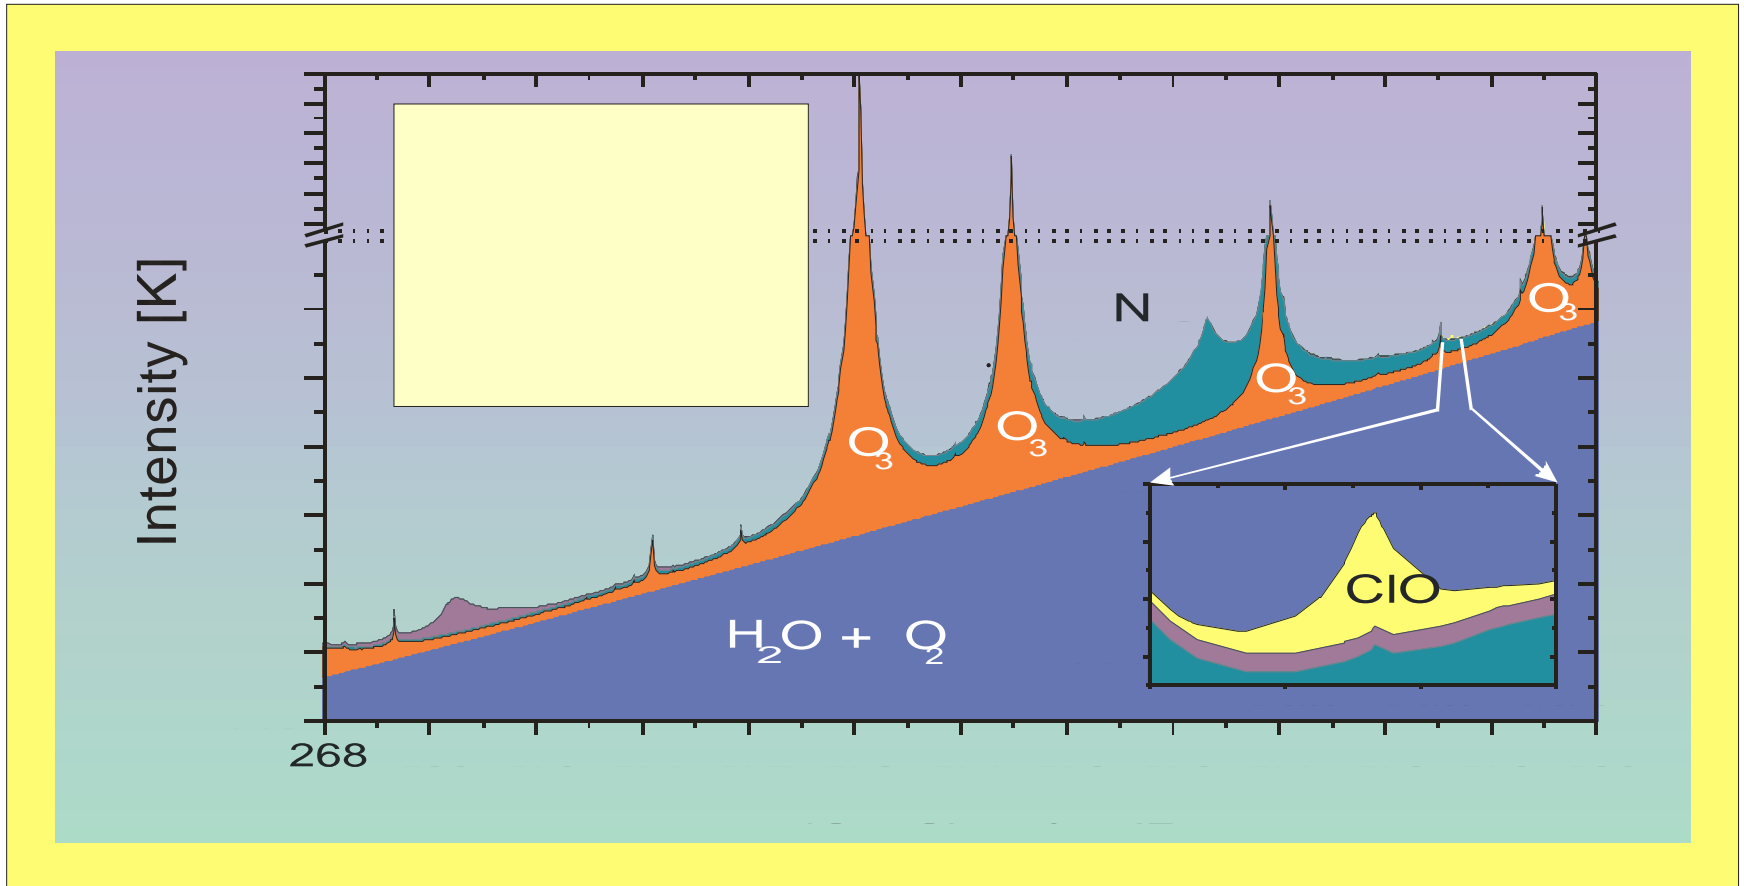 Intensity [K]
N
O3
O3
O3
O3
H2O + O2
ClO
268